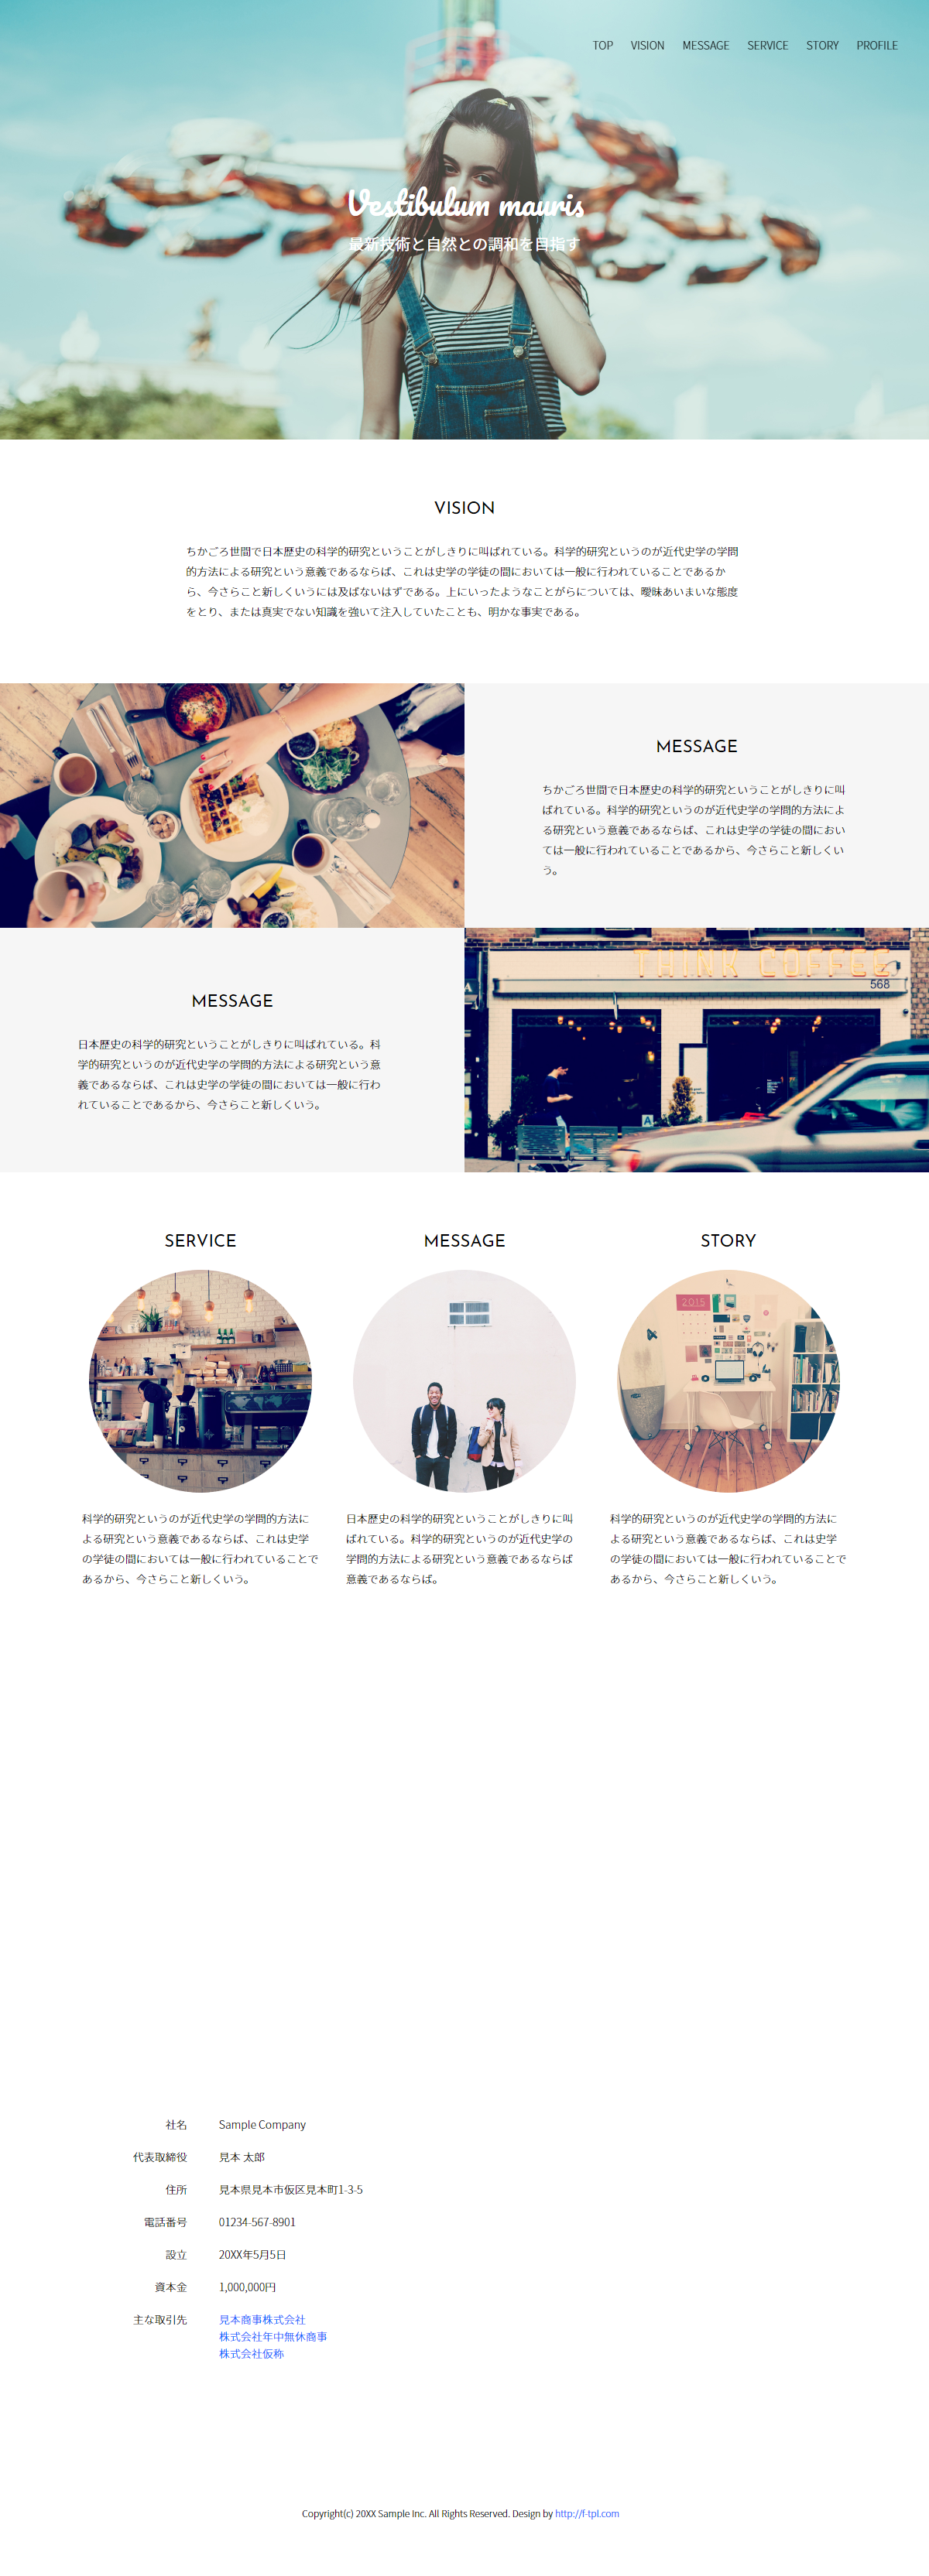 TOP VISION MESSAGE SERVICE STORY PROFILE
Vestibulum mauris
最新技術と自然との調和を目指す
VISION
ちかごろ世間で日本歴史の科学的研究ということがしきりに叫ばれている。科学的研究というのが近代史学の学問
的方法による研究という意義であるならば、これは史学の学徒の間においては一般に行われていることであるか
ら、今さらこと新しくいうには及ばないはずである。上にいったようなことがらについては、曖昧あいまいな態度
をとり、または真実でない知識を強いて注入していたことも、明かな事実である。
MESSAGE
ちかごろ世間で日本歴史の科学的研究ということがしきりに叫
ばれている。科学的研究というのが近代史学の学問的方法によ
る研究という意義であるならば、これは史学の学徒の間におい
ては一般に行われていることであるから、今さらこと新しくい
う。
THINK COFFEE
568
MESSAGE
日本歴史の科学的研究ということがしきりに叫ばれている。科
学的研究というのが近代史学の学問的方法による研究という意
義であるならば、これは史学の学徒の間においては一般に行わ
れていることであるから、今さらこと新しくいう。
A
SERVICE
MESSAGE
STORY
2015
科学的研究というのが近代史学の学問的方法に
よる研究という意義であるならば、これは史学
の学徒の間においては一般に行われていることで
あるから、今さらこと新しくいう。
日本歴史の科学的研究ということがしきりに叫
ばれている。科学的研究というのが近代史学の
学問的方法による研究という意義であるならば
意義であるならば。
科学的研究というのが近代史学の学問的方法に
よる研究という意義であるならば、これは史学
の学徒の間においては一般に行われていることで
あるから、今さらこと新しくいう。
社名 Sample Company
代表取締役 見本 太郎
住所 見本県見本市仮区見本町1-3-5
電話番号 01234-567-8901
設立 20XX年5月5日
資本金 1,000,000円
主な取引先 見本商事株式会社
株式会社年中無休商事
株式会社仮称
Copyright(c) 20XX Sample Inc. All Rights Reserved. Design by http://f-tpl.com